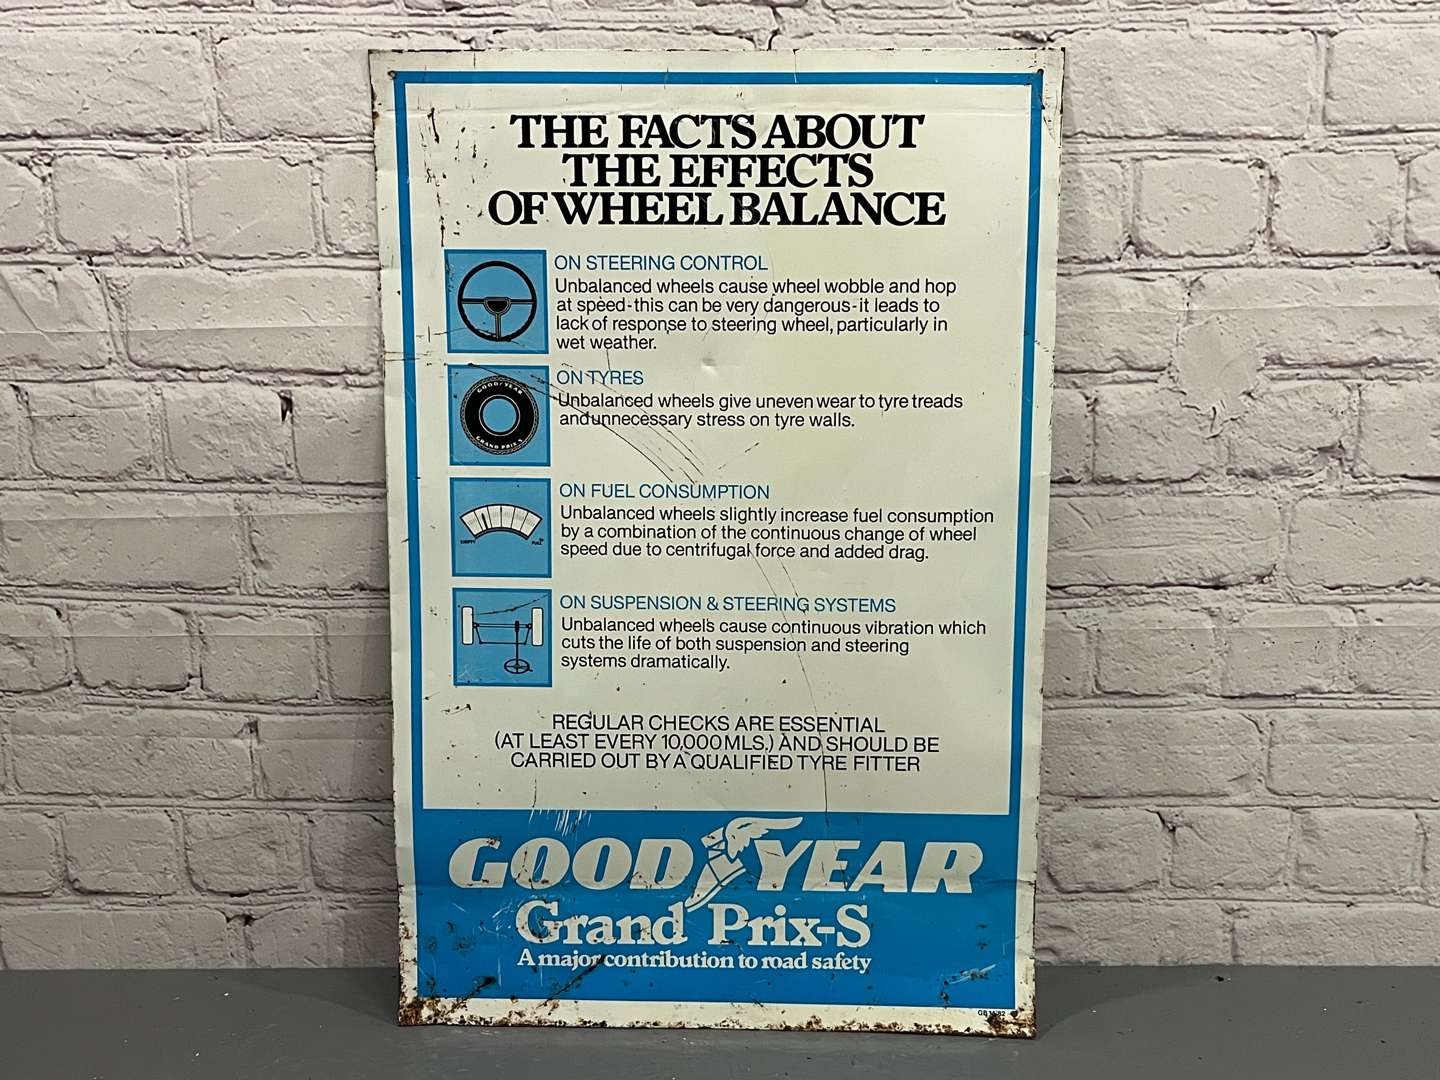 THE FACTS ABOUT
THE EFFECTS
OF WHEEL BALANCE
ON STEERING CONTROL
Unbalanced wheels cause wheel wobble and hop
at speed-this can be very dangerous-it leads to
lack of response to steering wheel, particularly in
wet weather.
GOODYEAR
GRAND PRIX-S
ON TYRES
Unbalanced wheels give uneven wear to tyre treads
and unnecessary stress on tyre walls.
EMPTY
FULL
ON FUEL CONSUMPTION
Unbalanced wheels slightly increase fuel consumption
by a combination of the continuous change of wheel
speed due to centrifugal force and added drag.
ON SUSPENSION & STEERING SYSTEMS
Unbalanced wheels cause continuous vibration which
cuts the life of both suspension and steering
systems dramatically.
REGULAR CHECKS ARE ESSENTIAL
(AT LEAST EVERY 10,000 MLS.) AND SHOULD BE
CARRIED OUT BY A QUALIFIED TYRE FITTER
GOODYEAR
Grand Prix-S
A major contribution to road safety